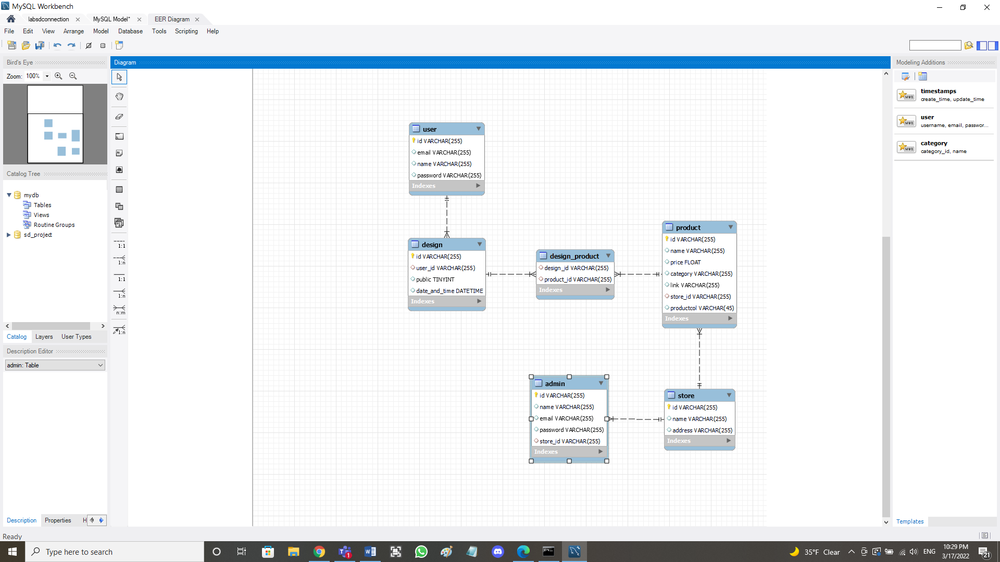 MySQL Workbench
labsdconnection
MySQL Model*
EER Diagram
File Edit View Arrange Model Database Tools Scripting Help
Bird's Eye
Zoom: 100%
Catalog Tree
mydb
Tables
Views
Routine Groups
sd_project
Catalog Layers User Types
Description Editor
admin: Table
Description Properties H
Ready
Diagram
1:1
1:n
1:1
1:n
n:m
1:n
user
id VARCHAR(255)
email VARCHAR(255)
name VARCHAR(255)
password VARCHAR(255)
Indexes
design
id VARCHAR(255)
user_id VARCHAR(255)
public TINYINT
date_and_time DATETIME
Indexes
design_product
design_id VARCHAR(255)
product_id VARCHAR(255)
Indexes
product
id VARCHAR(255)
name VARCHAR(255)
price FLOAT
category VARCHAR(255)
link VARCHAR(255)
store_id VARCHAR(255)
productcol VARCHAR(45)
Indexes
admin
id VARCHAR(255)
name VARCHAR(255)
email VARCHAR(255)
password VARCHAR(255)
store_id VARCHAR(255)
Indexes
store
id VARCHAR(255)
name VARCHAR(255)
address VARCHAR(255)
Indexes
Modeling Additions
MWB
timestamps
create_time, update_time
MWB
user
username, email, passwor...
MWB
category
category_id, name
Templates
Type here to search
1
35°F Clear
ENG
10:29 PM
3/17/2022
21